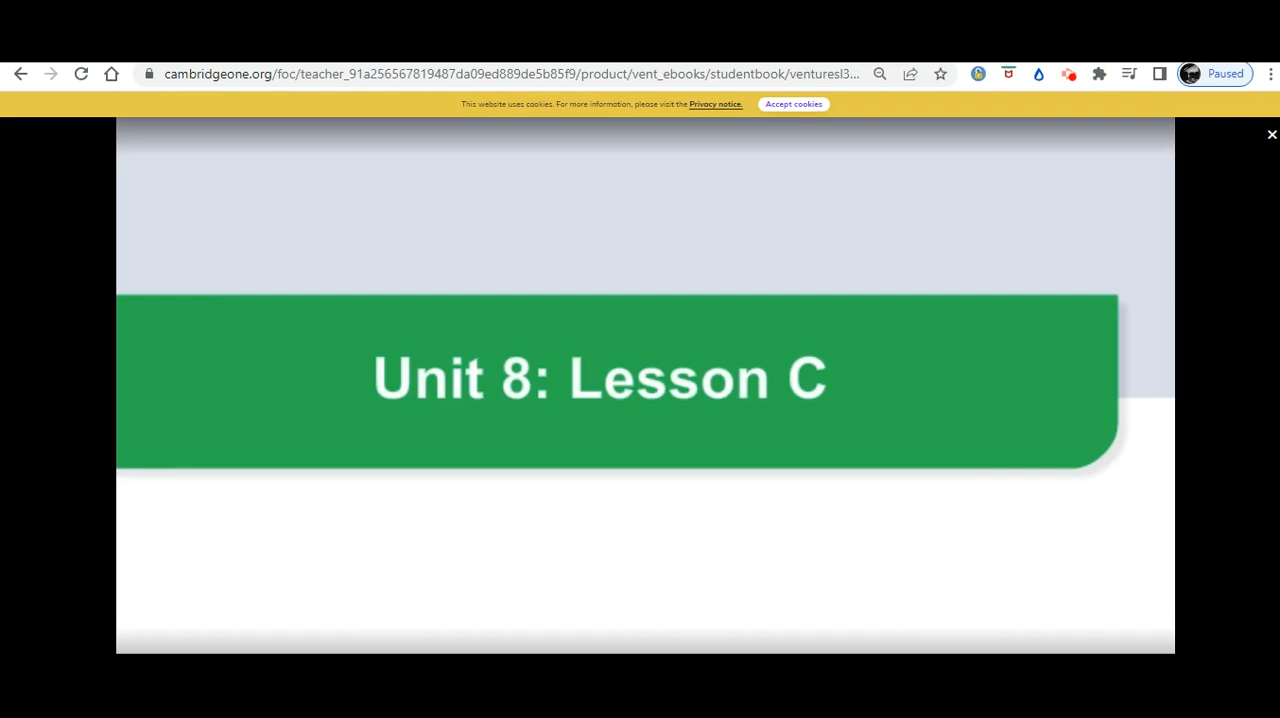 cambridgeone.org/foc/teacher_91a256567819487da09ed889de5b85f9/product/vent_ebooks/studentbook/venturesl3...
Paused
This website uses cookies. For more information, please visit the Privacy notice.
Accept cookies
Unit 8: Lesson C